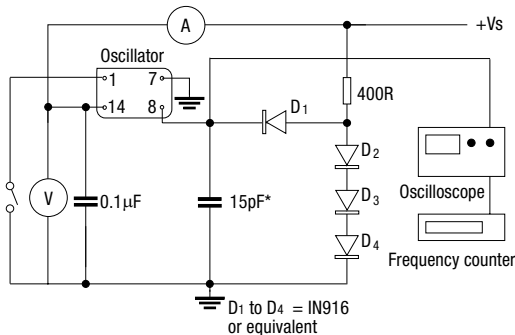 A
+Vs
Oscillator
1 7
14 8
D1
400R
D2
Oscilloscope
V
0.1µF
15pF*
D3
D4
Frequency counter
D1 to D4 = IN916
or equivalent